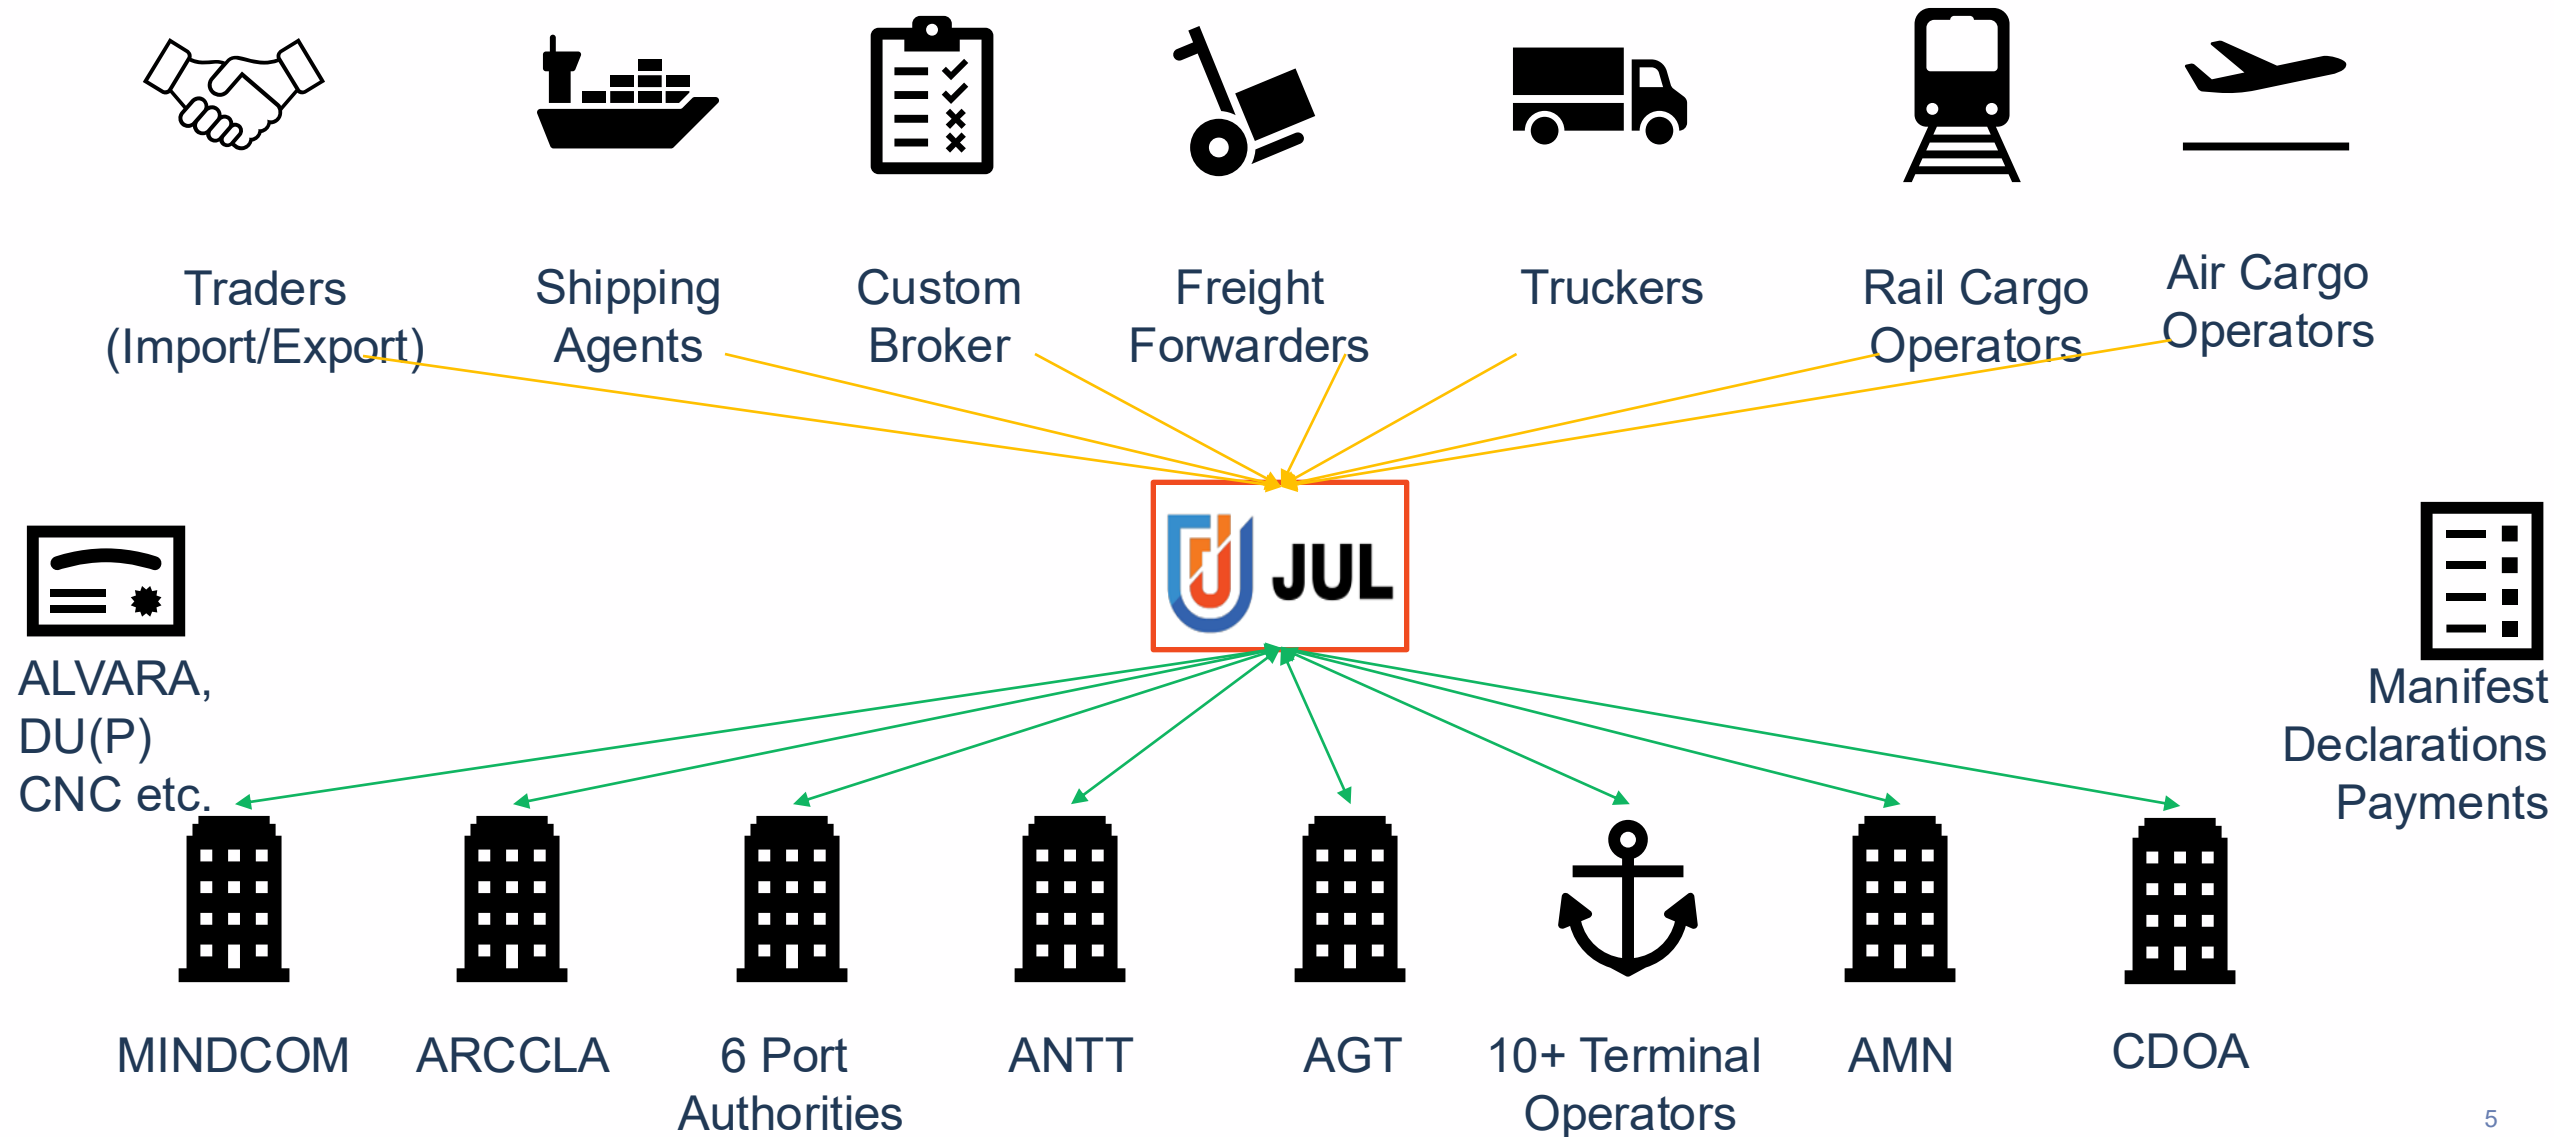 Traders
(Import/Export)
Shipping
Agents
Custom
Broker
Freight
Forwarders
Truckers
Rail Cargo
Operators
Air Cargo
Operators
JUL
ALVARA,
DU(P)
CNC etc.
Manifest
Declarations
Payments
MINDCOM
ARCCLA
6 Port
Authorities
ANTT
AGT
10+ Terminal
Operators
AMN
CDOA
5